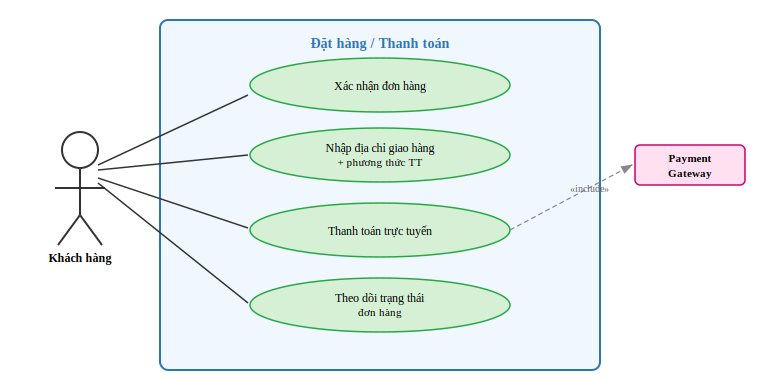 Đặt hàng / Thanh toán
Xác nhận đơn hàng
Nhập địa chỉ giao hàng
+ phương thức TT
Payment
Gateway
«include»
Thanh toán trực tuyến
Khách hàng
Theo dõi trạng thái
đơn hàng